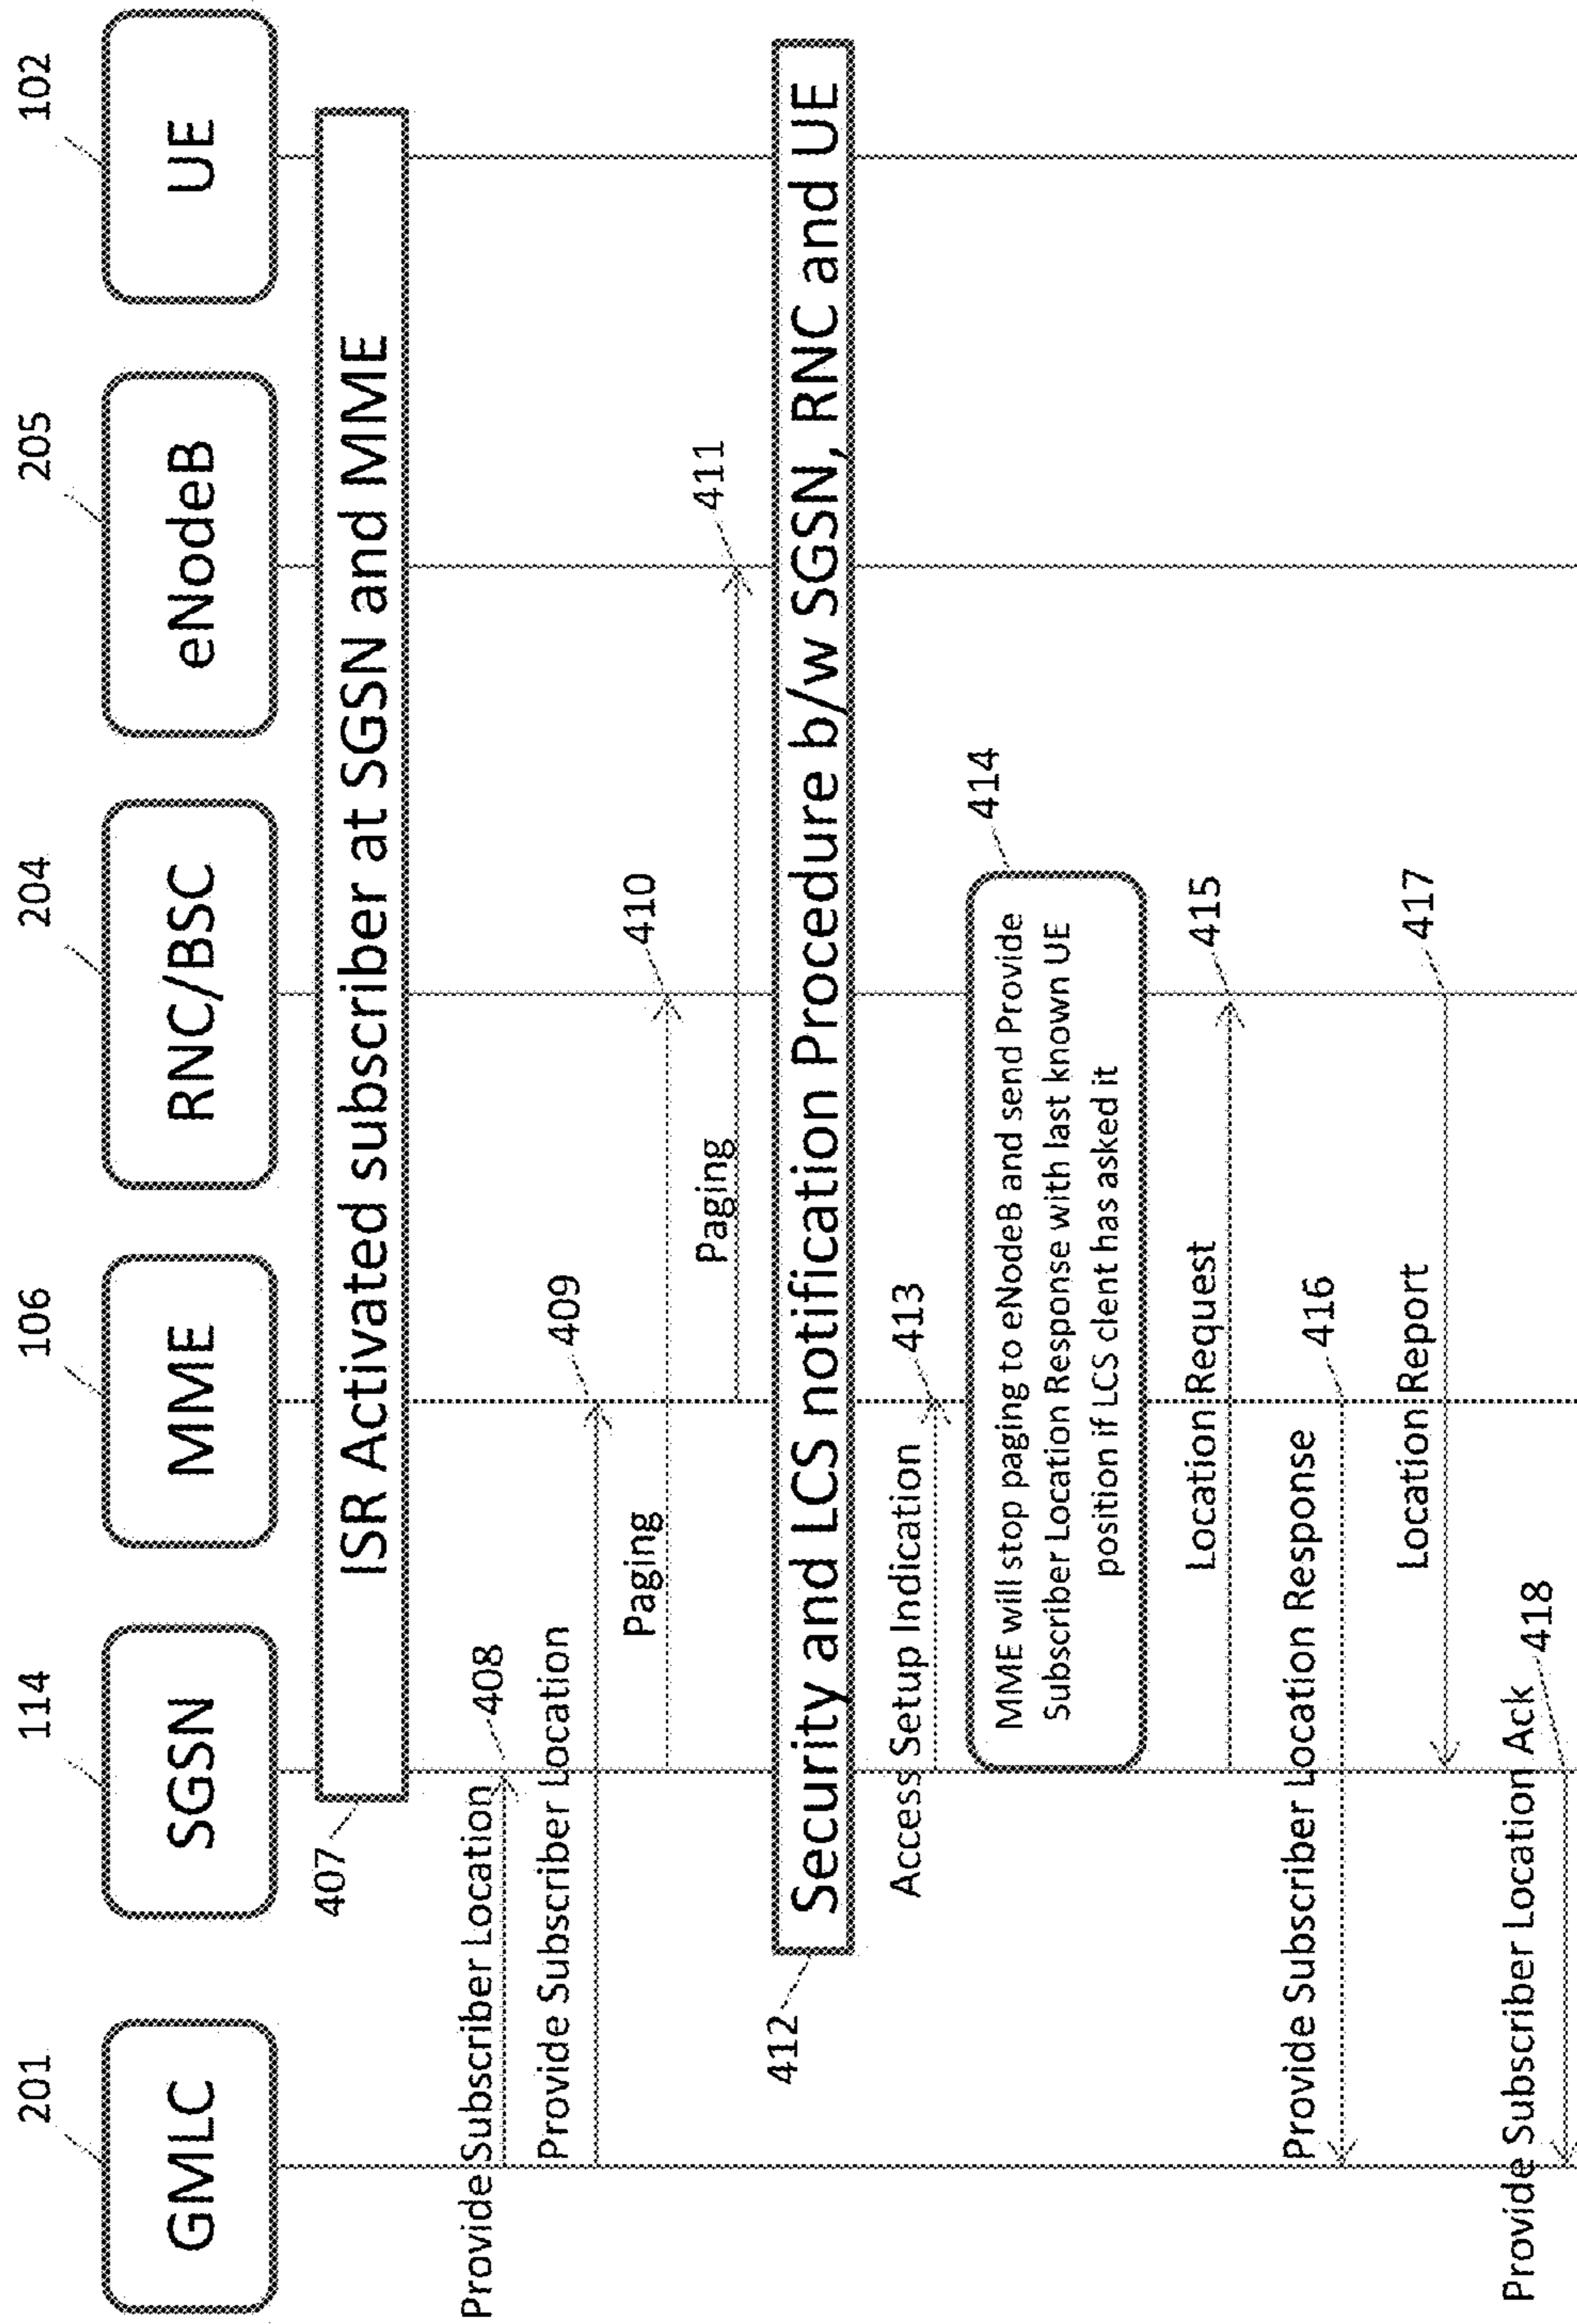 201
114
106
204
205
102
GMLC
SGSN
MME
RNC/BSC
eNodeB
UE
407
ISR Activated subscriber at SGSN and MME
Provide Subscriber Location
408
Provide Subscriber Location
409
Paging
410
Paging
411
412
Security and LCS notification Procedure b/w SGSN, RNC and UE
Access Setup Indication
413
414
MME will stop paging to eNodeB and send Provide
Subscriber Location Response with last known UE
position if LCS clent has asked it
Location Request
415
Provide Subscriber Location Response
416
Location Report
417
Provide Subscriber Location Ack
418